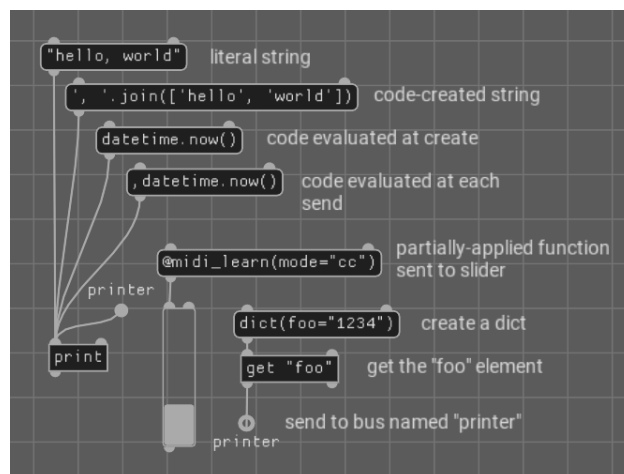 "hello, world" literal string
', '.join(['hello', 'world']) code-created string
datetime.now() code evaluated at create
,datetime.now() code evaluated at each
send
@midi_learn(mode="cc") partially-applied function
sent to slider
printer
dict(foo="1234") create a dict
print
get "foo" get the "foo" element
send to bus named "printer"
printer